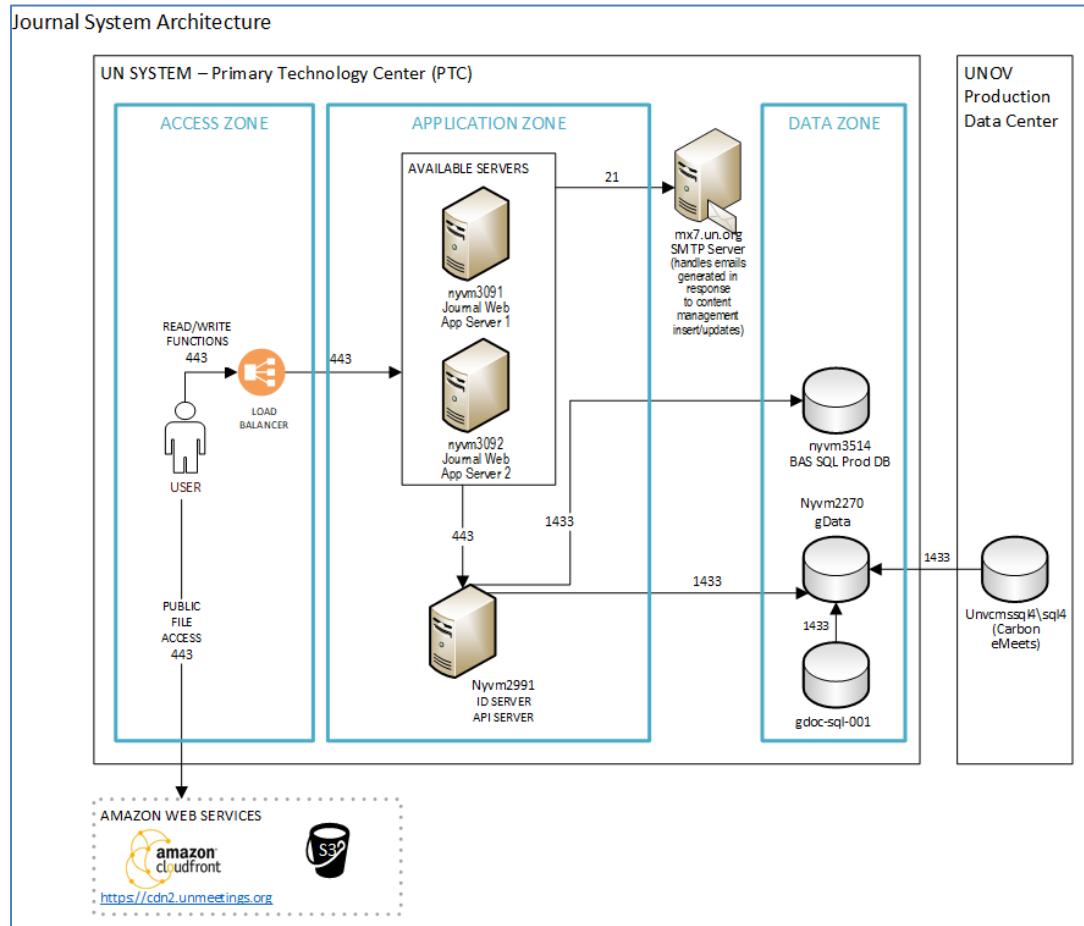 Journal System Architecture
UN SYSTEM – Primary Technology Center (PTC)
UNOV
Production
Data Center
ACCESS ZONE
APPLICATION ZONE
DATA ZONE
AVAILABLE SERVERS
nyvm3091
Journal Web
App Server 1
nyvm3092
Journal Web
App Server 2
21
mx7.un.org
SMTP Server
(handles emails
generated in
response
to content
management
insert/updates)
READ/WRITE
FUNCTIONS
443
LOAD
BALANCER
443
USER
PUBLIC
FILE
ACCESS
443
443
1433
1433
Nyvm2991
ID SERVER
API SERVER
nyvm3514
BAS SQL Prod DB
Nyvm2270
gData
1433
gdoc-sql-001
1433
Unvcmssql4\sql4
(Carbon
eMeets)
AMAZON WEB SERVICES
amazon
cloudfront
S3
https://cdn2.unmeetings.org